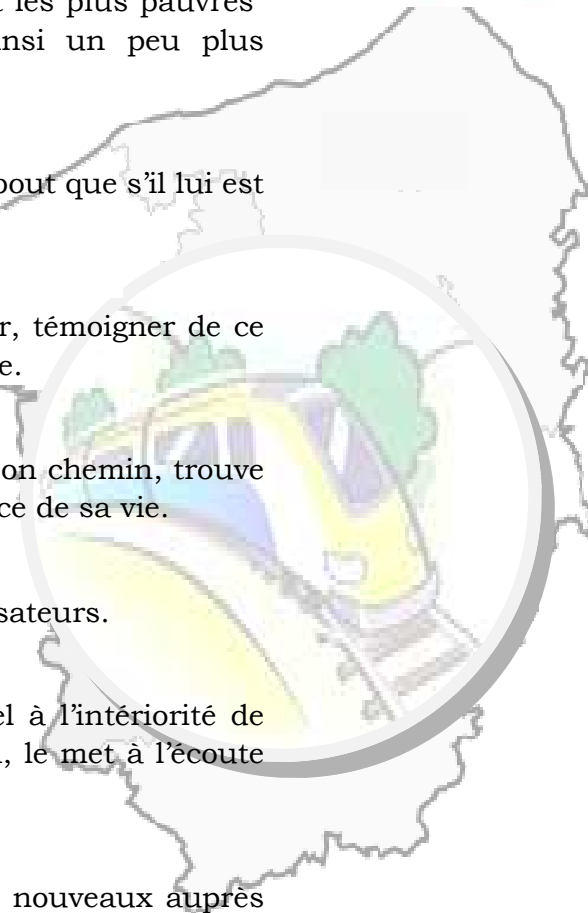 les plus pauvres
insi un peu plus
bout que s'il lui est
r, témoigner de ce
e.
on chemin, trouve
ce de sa vie.
sateurs.
el à l'intériorité de
, le met à l'écoute
nouveaux auprès